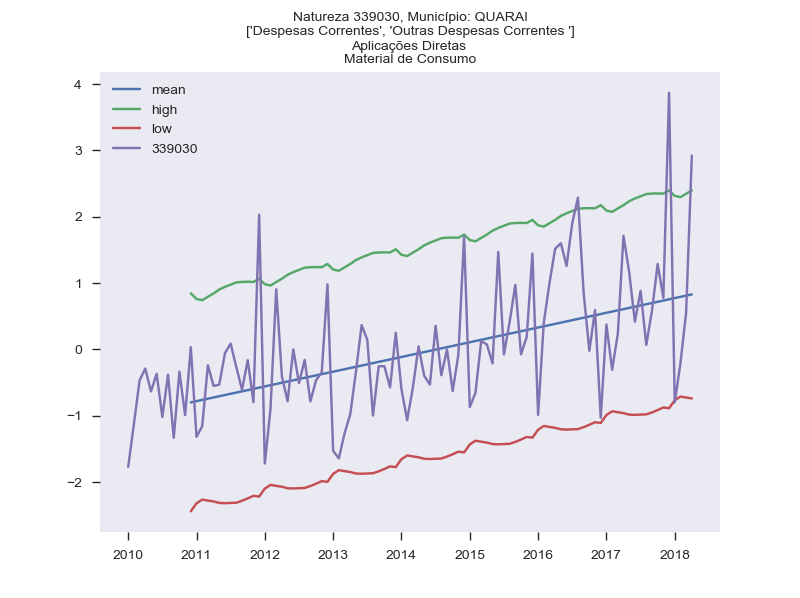 Natureza 339030, Município: QUARAI
['Despesas Correntes', 'Outras Despesas Correntes ']
Aplicações Diretas
Material de Consumo
mean
high
low
339030
4
3
2
1
0
−1
−2
2010 2011 2012 2013 2014 2015 2016 2017 2018